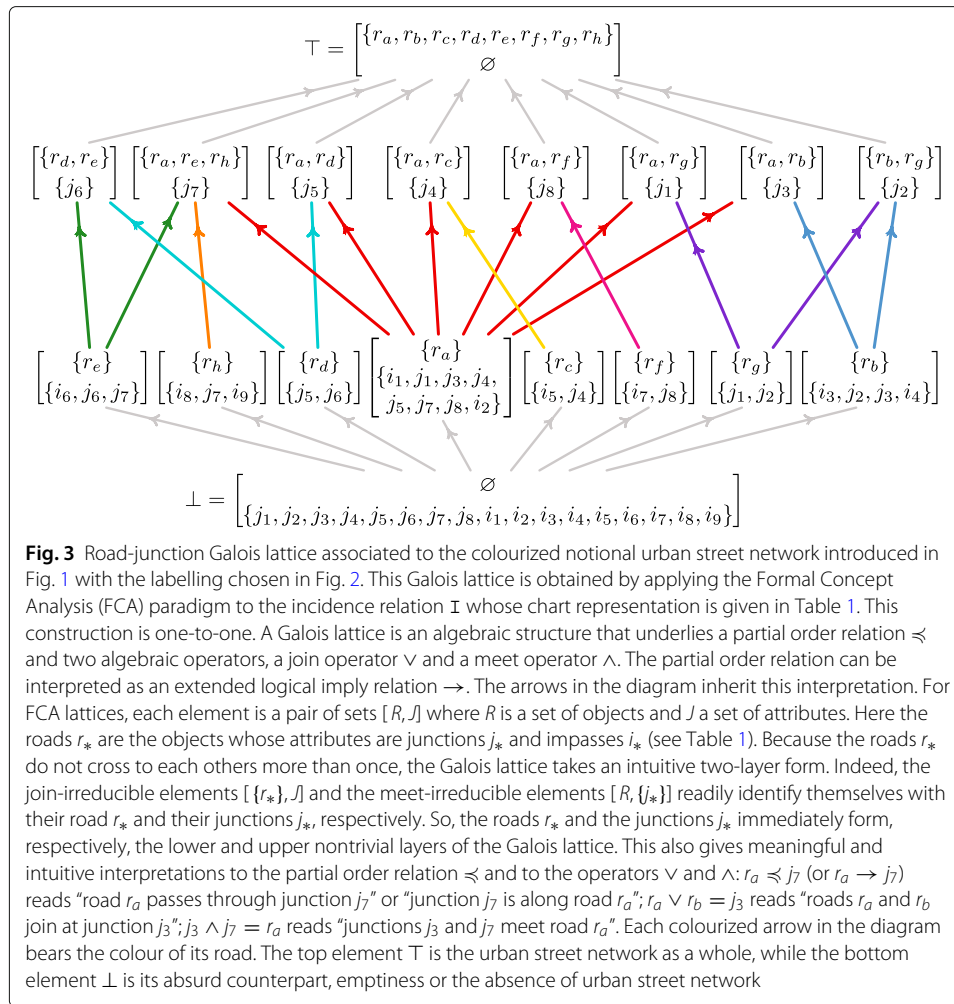 ⊤ = [{r_a, r_b, r_c, r_d, r_e, r_f, r_g, r_h}
∅]
[{r_d, r_e} [{r_a, r_e, r_h} [{r_a, r_d} [{r_a, r_c} [{r_a, r_f} [{r_a, r_g} [{r_a, r_b} [{r_b, r_g}
{j_6}] {j_7}] {j_5}] {j_4}] {j_8}] {j_1}] {j_3}] {j_2}]
[{r_e} [{r_h} [{r_d} [{r_a} [{r_c} [{r_f} [{r_g} [{r_b}
{i_6, j_6, j_7}] {i_8, j_7, i_9}] {j_5, j_6}] {i_1, j_1, j_3, j_4, {i_5, j_4}] {i_7, j_8}] {j_1, j_2}] {i_3, j_2, j_3, i_4}]
j_5, j_7, j_8, i_2}]
⊥ = [∅
{j_1, j_2, j_3, j_4, j_5, j_6, j_7, j_8, i_1, i_2, i_3, i_4, i_5, i_6, i_7, i_8, i_9}]
Fig. 3 Road-junction Galois lattice associated to the colourized notional urban street network introduced in
Fig. 1 with the labelling chosen in Fig. 2. This Galois lattice is obtained by applying the Formal Concept
Analysis (FCA) paradigm to the incidence relation I whose chart representation is given in Table 1. This
construction is one-to-one. A Galois lattice is an algebraic structure that underlies a partial order relation ≼
and two algebraic operators, a join operator ∨ and a meet operator ∧. The partial order relation can be
interpreted as an extended logical imply relation →. The arrows in the diagram inherit this interpretation. For
FCA lattices, each element is a pair of sets [R, J] where R is a set of objects and J a set of attributes. Here the
roads r_* are the objects whose attributes are junctions j_* and impasses i_* (see Table 1). Because the roads r_*
do not cross to each others more than once, the Galois lattice takes an intuitive two-layer form. Indeed, the
join-irreducible elements [{r_*}, J] and the meet-irreducible elements [R, {j_*}] readily identify themselves with
their road r_* and their junctions j_*, respectively. So, the roads r_* and the junctions j_* immediately form,
respectively, the lower and upper nontrivial layers of the Galois lattice. This also gives meaningful and
intuitive interpretations to the partial order relation ≼ and to the operators ∨ and ∧: r_a ≼ j_7 (or r_a → j_7)
reads “road r_a passes through junction j_7” or “junction j_7 is along road r_a”; r_a ∨ r_b = j_3 reads “roads r_a and r_b
join at junction j_3”; j_3 ∧ j_7 = r_a reads “junctions j_3 and j_7 meet road r_a”. Each colourized arrow in the diagram
bears the colour of its road. The top element ⊤ is the urban street network as a whole, while the bottom
element ⊥ is its absurd counterpart, emptiness or the absence of urban street network